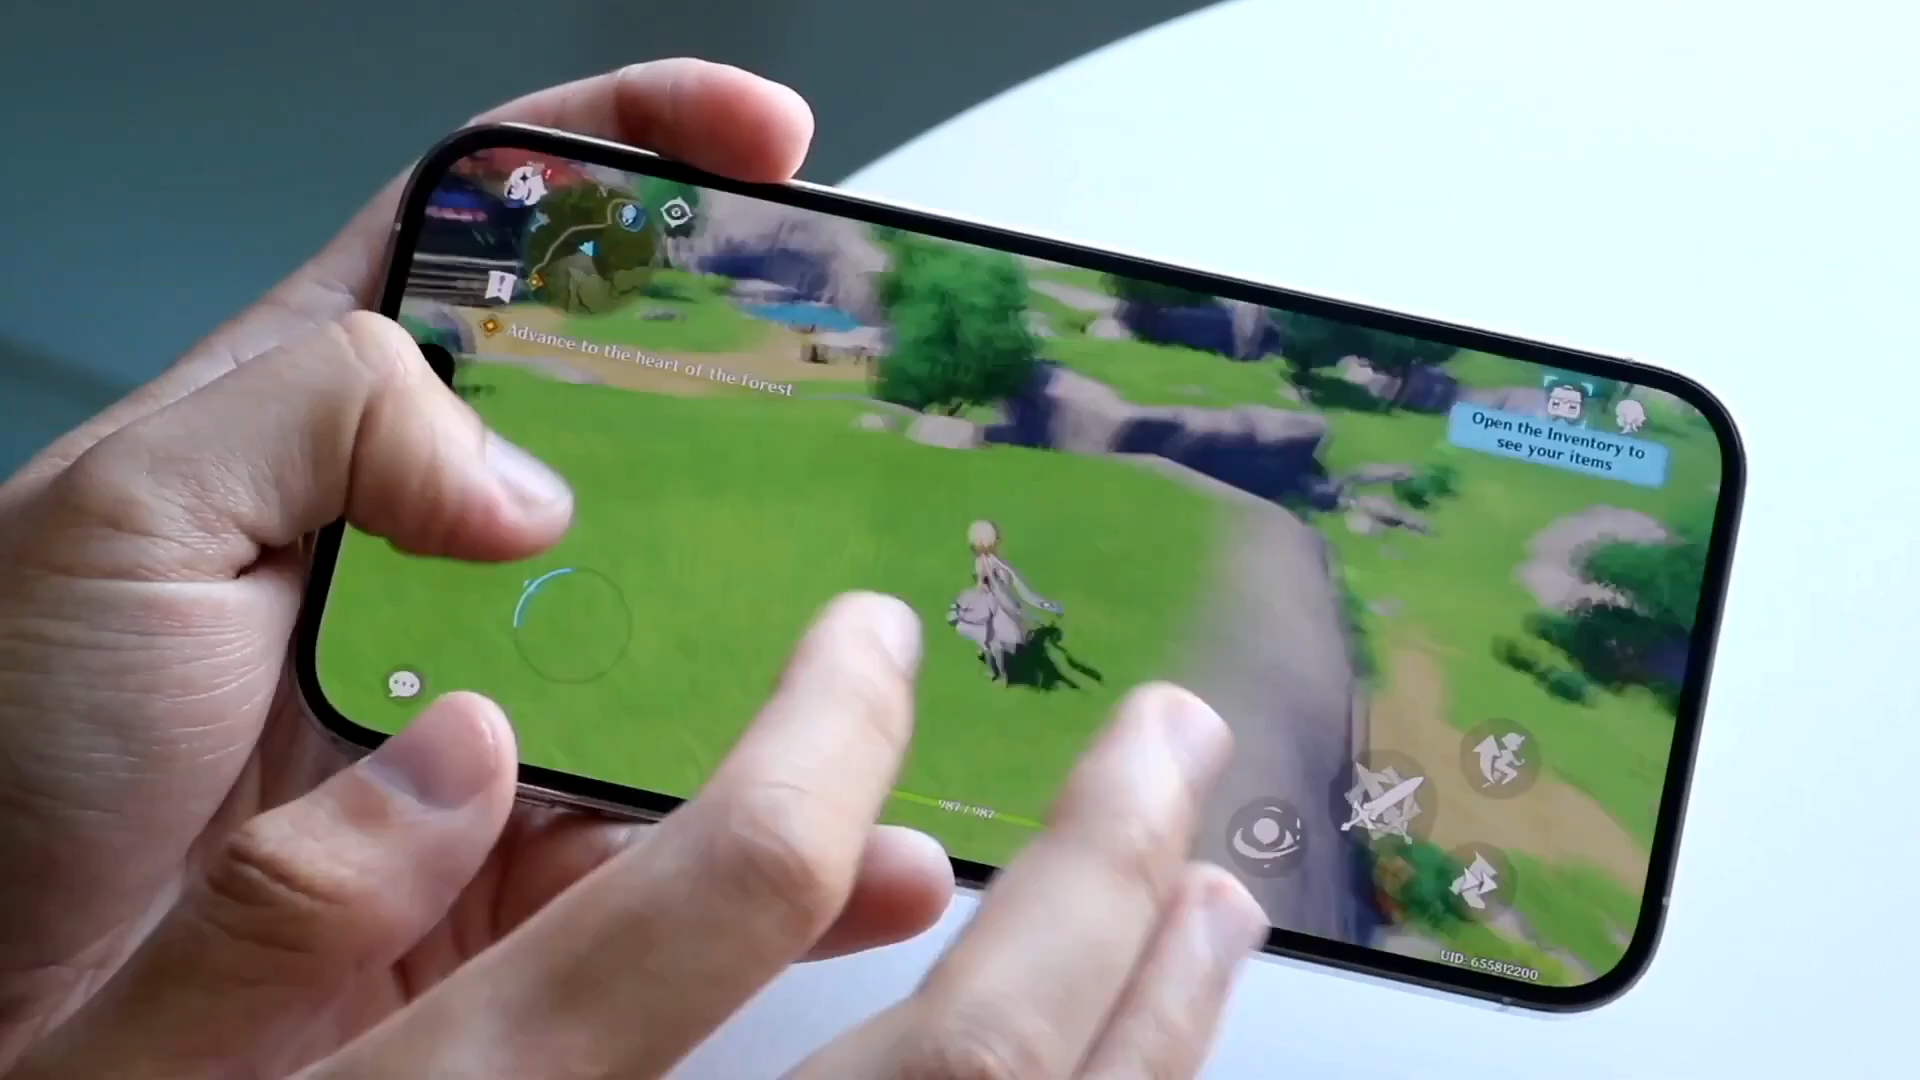 Advance to the heart of the forest
Open the Inventory to
see your items
987 / 987
UID: 655812200